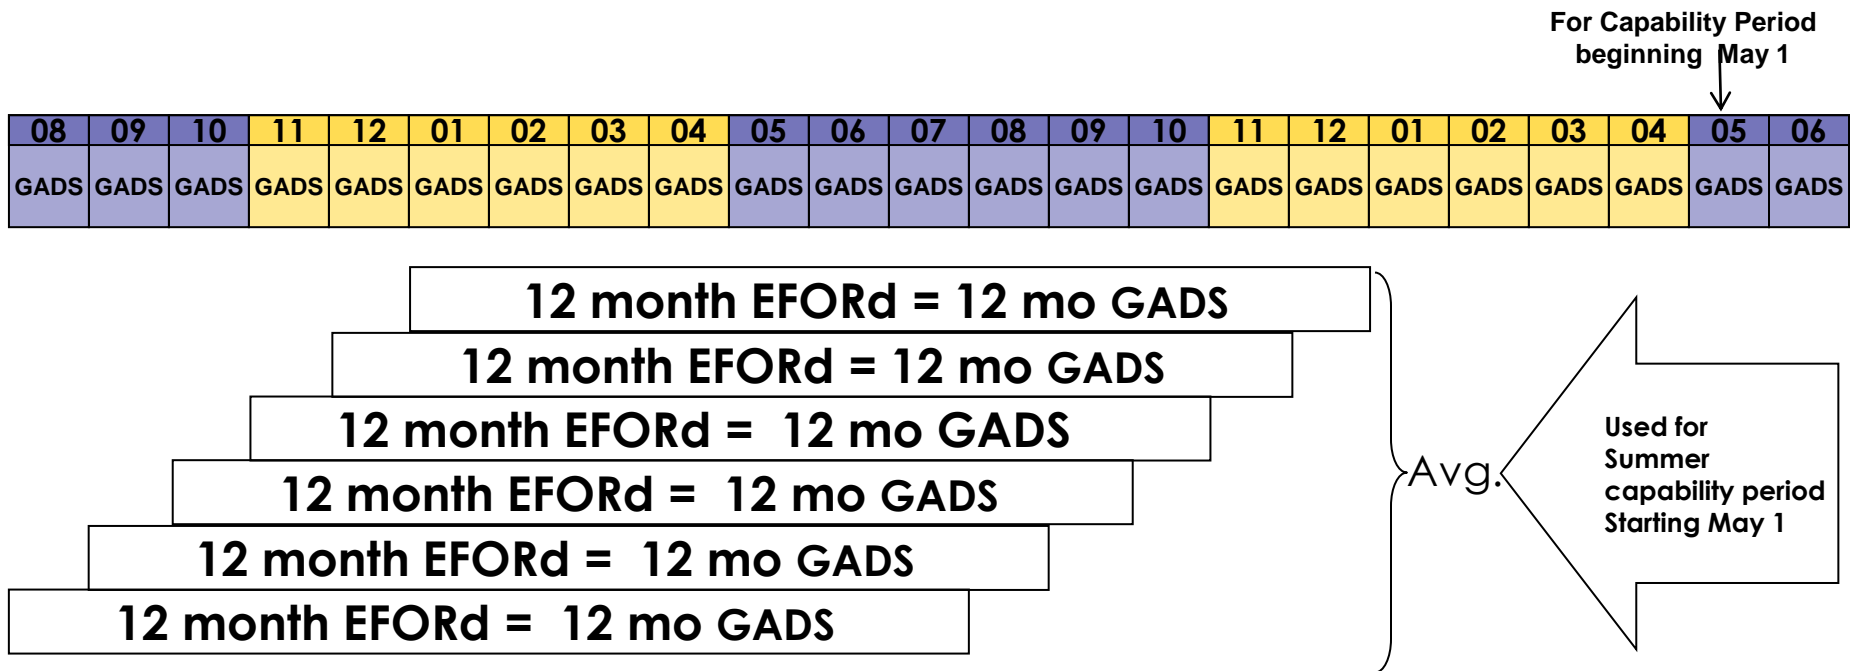 For Capability Period
beginning May 1
08 09 10 11 12 01 02 03 04 05 06 07 08 09 10 11 12 01 02 03 04 05 06
GADS GADS GADS GADS GADS GADS GADS GADS GADS GADS GADS GADS GADS GADS GADS GADS GADS GADS GADS GADS GADS GADS GADS
12 month EFORd = 12 mo GADS
12 month EFORd = 12 mo GADS
12 month EFORd = 12 mo GADS
12 month EFORd = 12 mo GADS
12 month EFORd = 12 mo GADS
12 month EFORd = 12 mo GADS
Avg.
Used for
Summer
capability period
Starting May 1